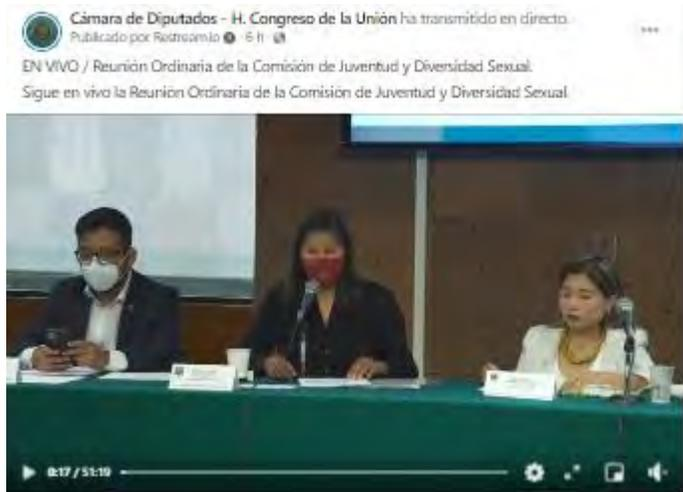 Cámara de Diputados - H. Congreso de la Unión ha transmitido en directo.
Publicado por Restream.io · 6 h ·
EN VIVO / Reunión Ordinaria de la Comisión de Juventud y Diversidad Sexual.
Sigue en vivo la Reunión Ordinaria de la Comisión de Juventud y Diversidad Sexual.
0:17 / 51:19